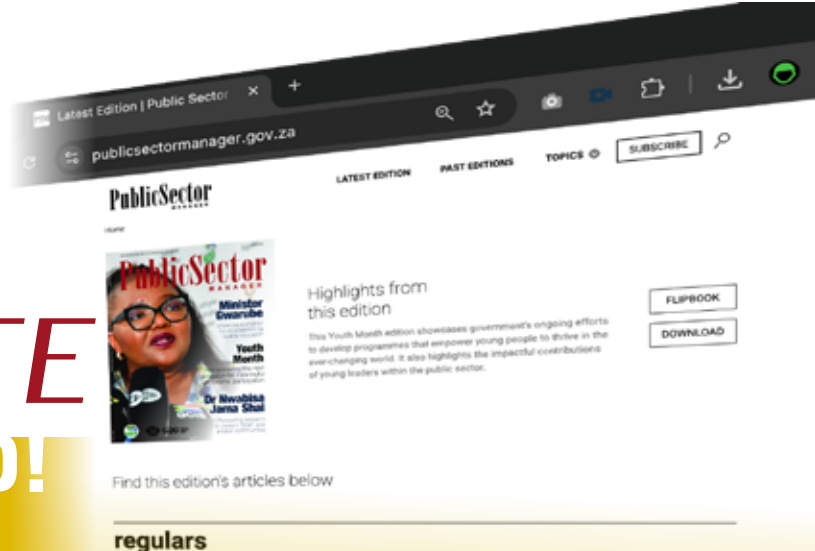 Latest Edition | Public Sector
publicsectormanager.gov.za
PublicSector
MANAGER
LATEST EDITION
PAST EDITIONS
TOPICS
SUBSCRIBE
Home
PublicSector
MANAGER
Minister
Gwarube
Youth
Month
Dr Nwabisa
Jama Shai
Highlights from
this edition
This Youth Month edition showcases government's ongoing efforts
to develop programmes that empower young people to thrive in the
ever-changing world. It also highlights the impactful contributions
of young leaders within the public sector.
FLIPBOOK
DOWNLOAD
TE
!
Find this edition's articles below
regulars